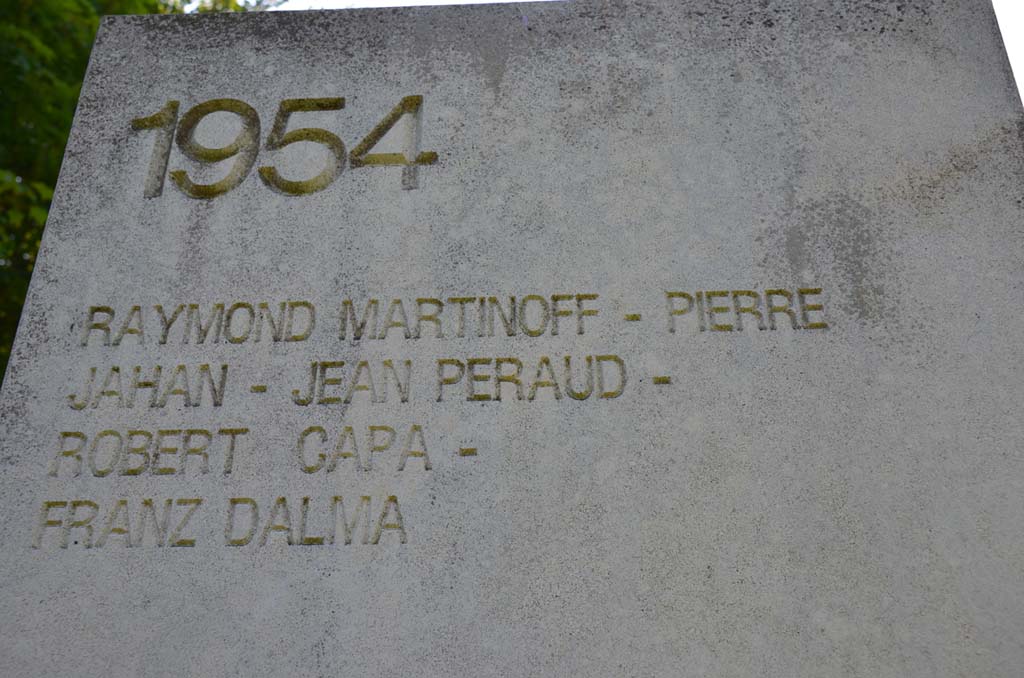 1954
RAYMOND MARTINOFF - PIERRE
JAHAN - JEAN PERAUD -
ROBERT CAPA -
FRANZ DALMA